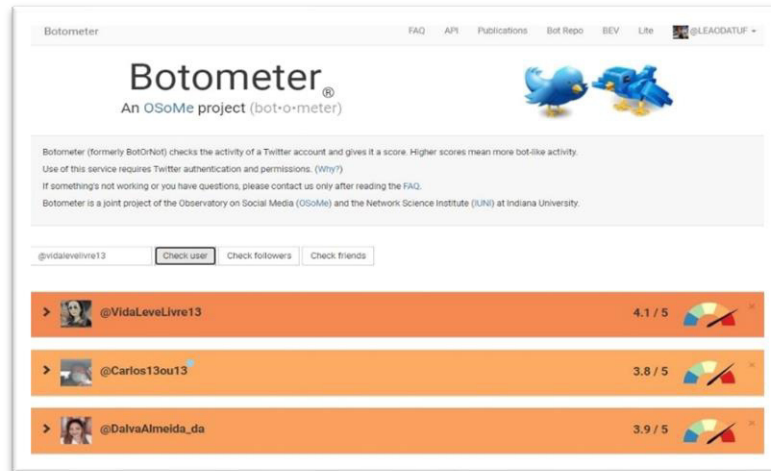 Botometer FAQ API Publications Bot Repo BEV Lite @LEAODATUF
Botometer®
An OSoMe project (bot•o•meter)
Botometer (formerly BotOrNot) checks the activity of a Twitter account and gives it a score. Higher scores mean more bot-like activity.
Use of this service requires Twitter authentication and permissions. (Why?)
If something's not working or you have questions, please contact us only after reading the FAQ.
Botometer is a joint project of the Observatory on Social Media (OSoMe) and the Network Science Institute (IUNI) at Indiana University.
@vidalevelivre13 Check user Check followers Check friends
@VidaLeveLivre13 4.1 / 5 ×
@Carlos13ou13 3.8 / 5 ×
@DalvaAlmeida_da 3.9 / 5 ×